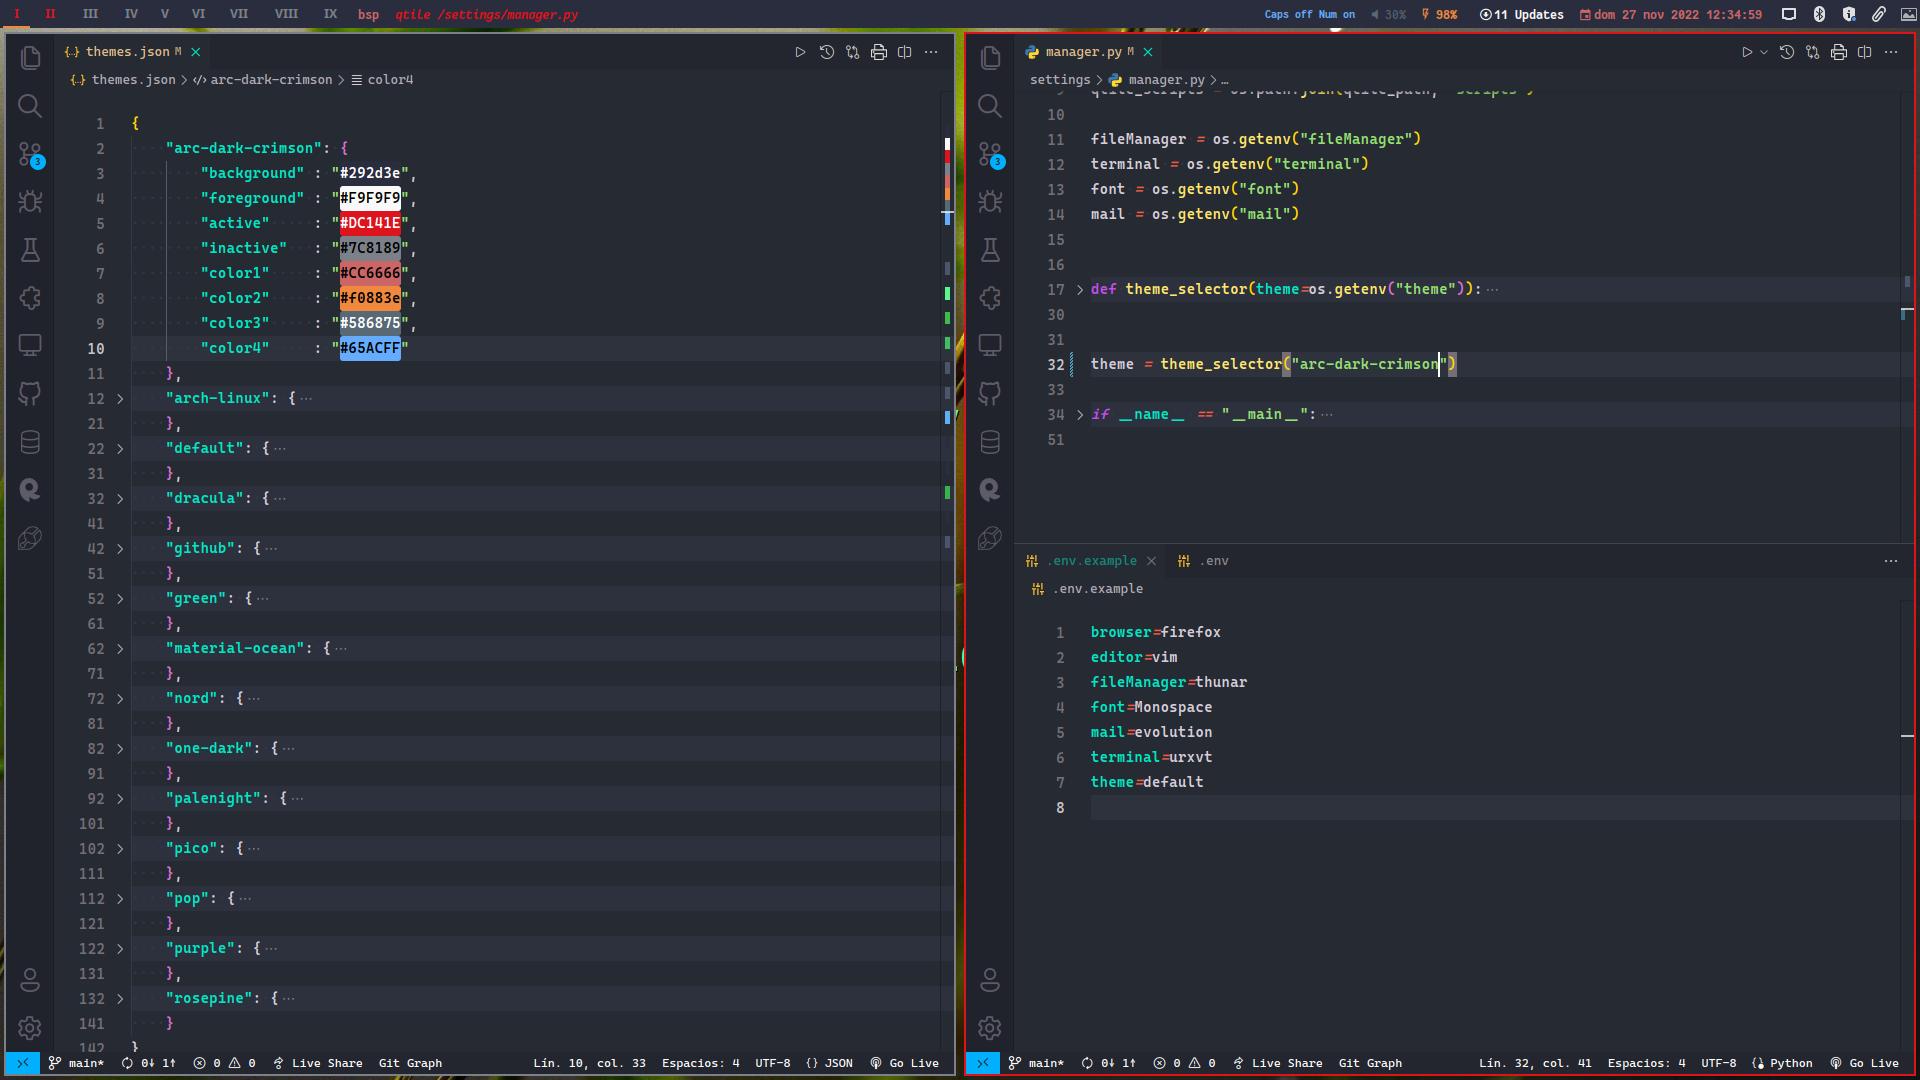 I II III IV V VI VII VIII IX bsp qtile /settings/manager.py Caps off Num on 30% 98% 11 Updates dom 27 nov 2022 12:34:59
{..} themes.json M
{..} themes.json > arc-dark-crimson > color4
3
1 {
2 "arc-dark-crimson": {
3 "background" : "#292d3e",
4 "foreground" : "#F9F9F9",
5 "active" : "#DC141E",
6 "inactive" : "#7C8189",
7 "color1" : "#CC6666",
8 "color2" : "#f0883e",
9 "color3" : "#586875",
10 "color4" : "#65ACFF"
11 },
12 > "arch-linux": {···
21 },
22 > "default": {···
31 },
32 > "dracula": {···
41 },
42 > "github": {···
51 },
52 > "green": {···
61 },
62 > "material-ocean": {···
71 },
72 > "nord": {···
81 },
82 > "one-dark": {···
91 },
92 > "palenight": {···
101 },
102 > "pico": {···
111 },
112 > "pop": {···
121 },
122 > "purple": {···
131 },
132 > "rosepine": {···
141 }
142 }
main* 0↓ 1↑ 0 0 Live Share Git Graph Lín. 10, col. 33 Espacios: 4 UTF-8 {} JSON Go Live
manager.py M
settings > manager.py > ...
3
9 qtile_scripts = os.path.join(qtile_path, "scripts")
10
11 fileManager = os.getenv("fileManager")
12 terminal = os.getenv("terminal")
13 font = os.getenv("font")
14 mail = os.getenv("mail")
15
16
17 > def theme_selector(theme=os.getenv("theme")):···
30
31
32 theme = theme_selector("arc-dark-crimson")
33
34 > if __name__ == "__main__":···
51
.env.example .env
.env.example
1 browser=firefox
2 editor=vim
3 fileManager=thunar
4 font=Monospace
5 mail=evolution
6 terminal=urxvt
7 theme=default
8
main* 0↓ 1↑ 0 0 Live Share Git Graph Lín. 32, col. 41 Espacios: 4 UTF-8 Python Go Live